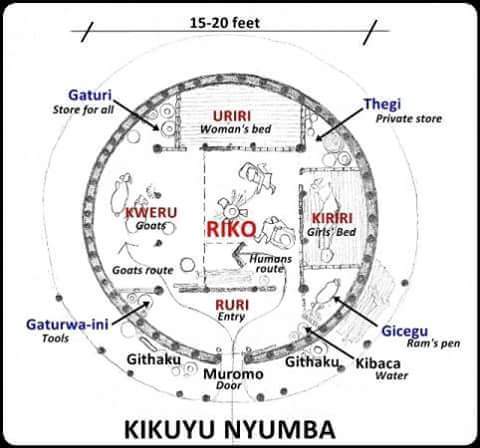 15-20 feet
Gaturi
Store for all
URIRI
Woman's bed
Thegi
Private store
KWERU
Goats
RIKO
KIRIRI
Girls' Bed
Goats route
Humans
route
RURI
Entry
Gaturwa-ini
Tools
Gicegu
Ram's pen
Githaku
Muromo
Door
Githaku
Kibaca
Water
KIKUYU NYUMBA